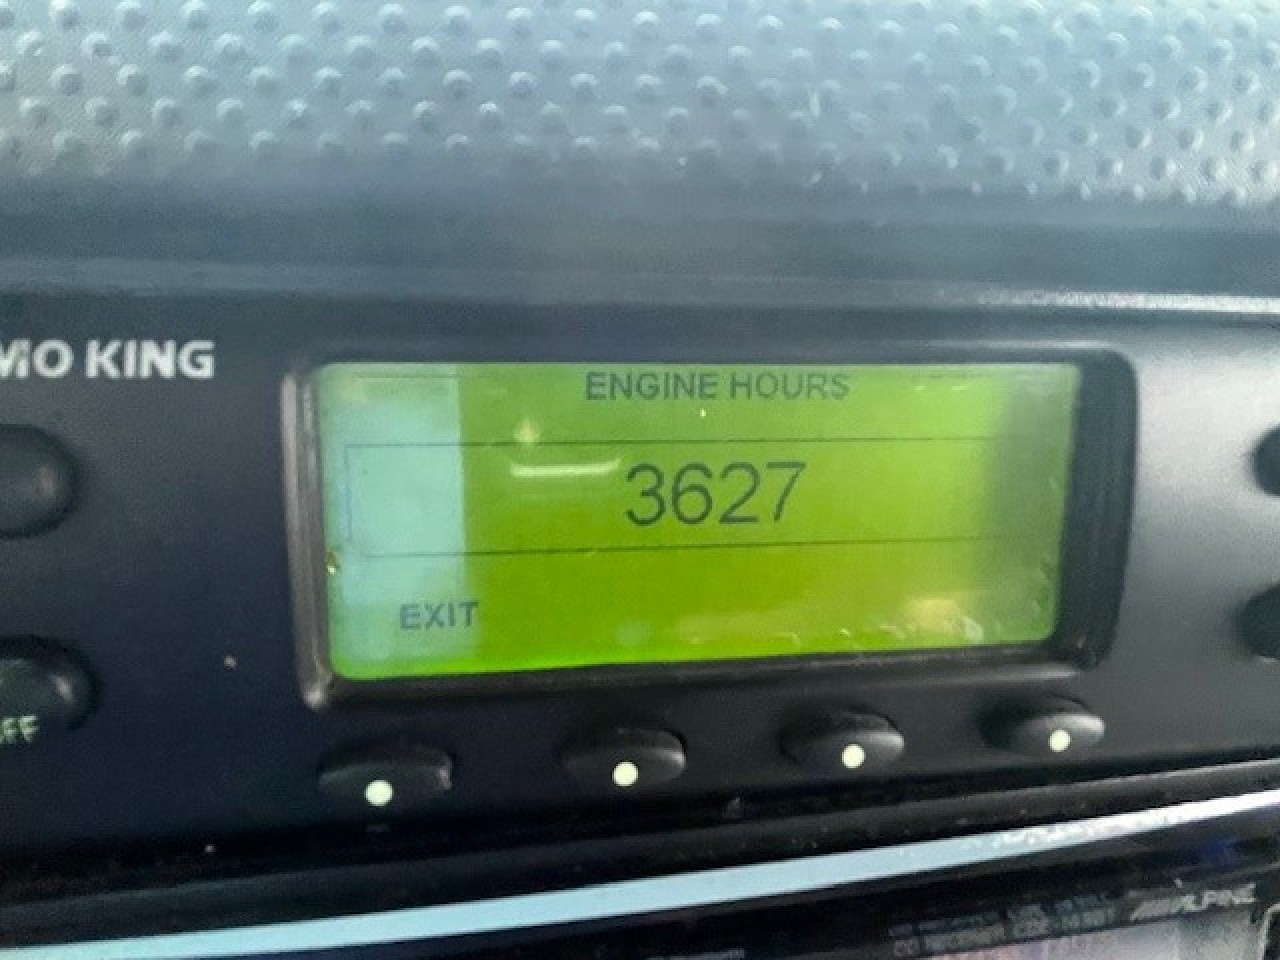 MO KING
ENGINE HOURS
3627
EXIT
FF
ALPINE